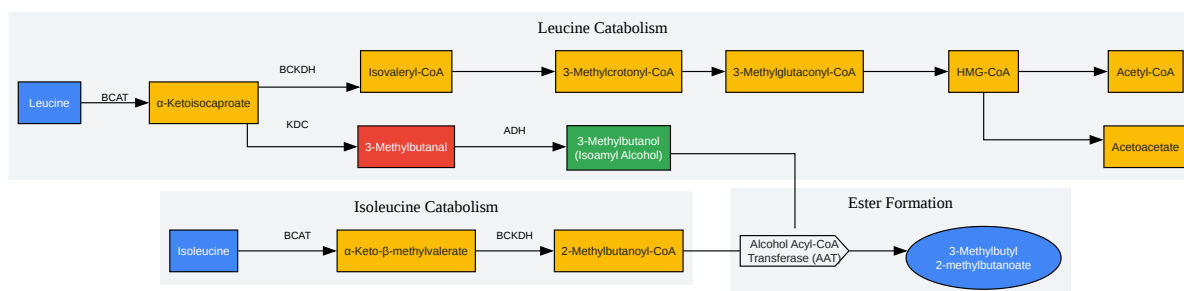 Leucine Catabolism
Leucine
BCAT
α-Ketoisocaproate
BCKDH
Isovaleryl-CoA
3-Methylcrotonyl-CoA
3-Methylglutaconyl-CoA
HMG-CoA
Acetyl-CoA
KDC
3-Methylbutanal
ADH
3-Methylbutanol
(Isoamyl Alcohol)
Acetoacetate
Isoleucine Catabolism
Isoleucine
BCAT
α-Keto-β-methylvalerate
BCKDH
2-Methylbutanoyl-CoA
Ester Formation
Alcohol Acyl-CoA
Transferase (AAT)
3-Methylbutyl
2-methylbutanoate